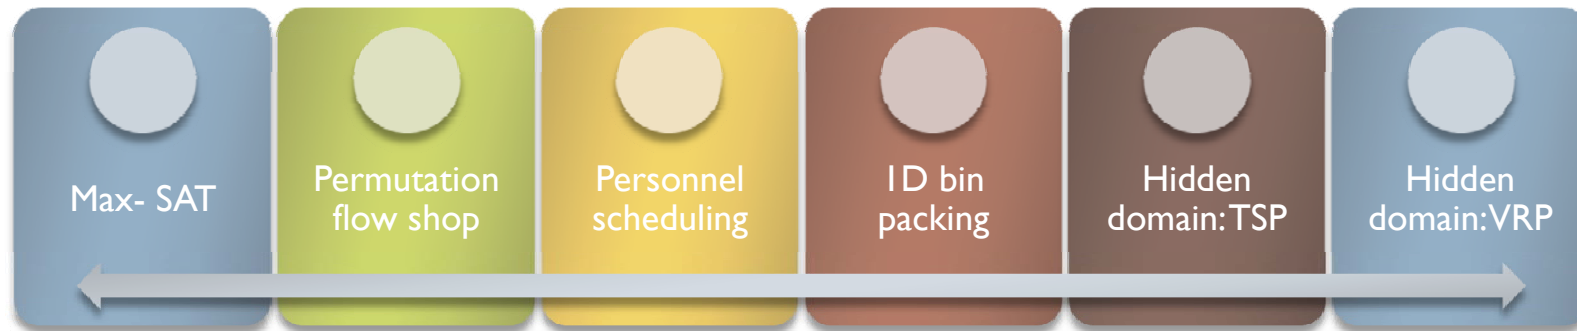 Max- SAT
Permutation
flow shop
Personnel
scheduling
1D bin
packing
Hidden
domain: TSP
Hidden
domain: VRP